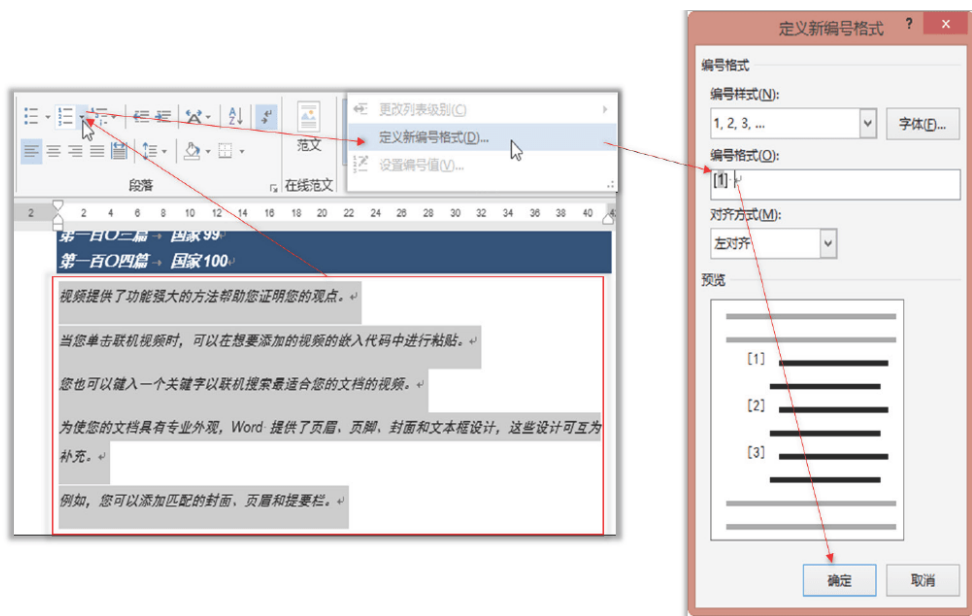 定义新编号格式 ? ×
编号格式
编号样式(N):
1, 2, 3, ...
字体(F)...
编号格式(O):
[1]
对齐方式(M):
左对齐
预览
[1]
[2]
[3]
确定
取消
更改列表级别(C)
定义新编号格式(D)...
设置编号值(V)...
范文
段落
在线范文
2 2 4 6 8 10 12 14 16 18 20 22 24 26 28 30 32 34 36 38 40 42
第一百〇三篇→ 国家99
第一百〇四篇→ 国家100
视频提供了功能强大的方法帮助您证明您的观点。
当您单击联机视频时，可以在想要添加的视频的嵌入代码中进行粘贴。
您也可以键入一个关键字以联机搜索最适合您的文档的视频。
为使您的文档具有专业外观，Word 提供了页眉、页脚、封面和文本框设计，这些设计可互为
补充。
例如，您可以添加匹配的封面、页眉和提要栏。